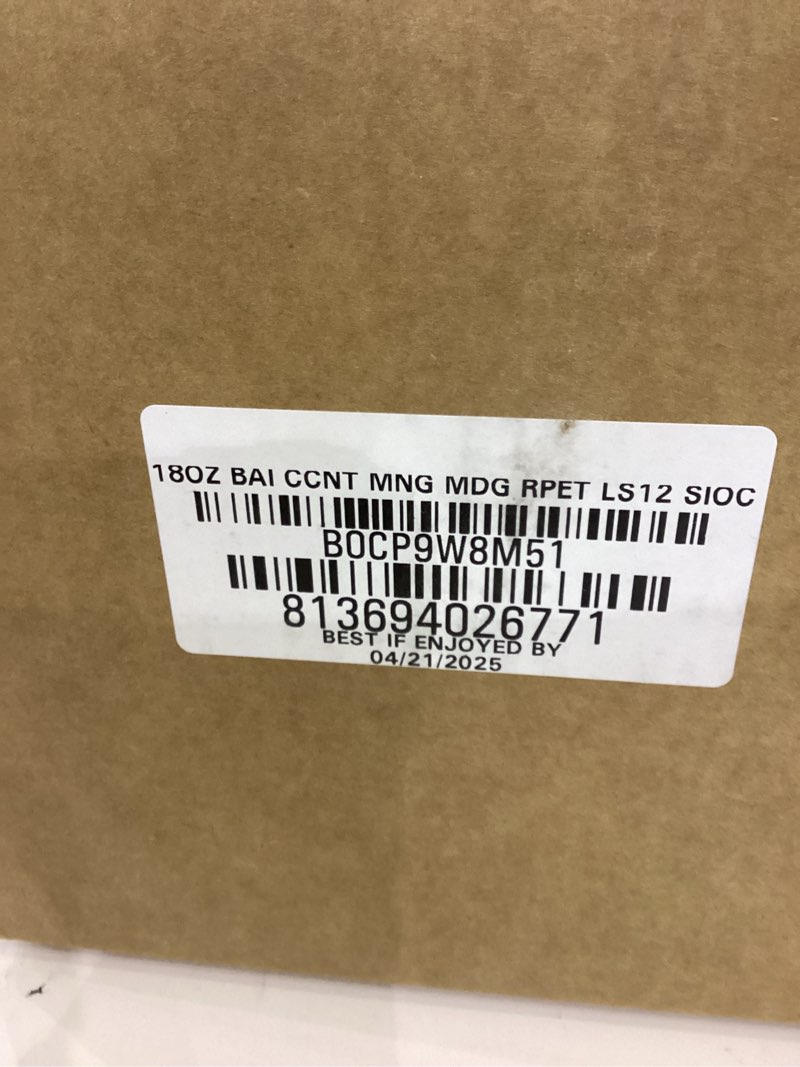 18OZ BAI CCNT MNG MDG RPET LS12 SIOC
B0CP9W8M51
813694026771
BEST IF ENJOYED BY
04/21/2025